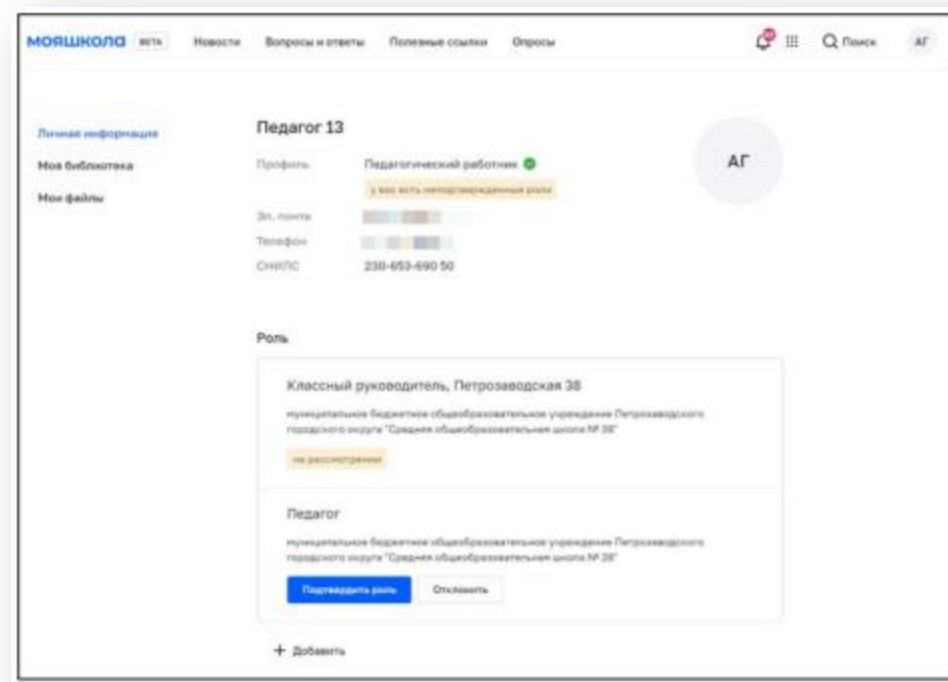 МОЯШКОЛА БЕТА Новости Вопросы и ответы Полезные ссылки Опросы Поиск АГ
Личная информация
Моя библиотека
Мои файлы
Педагог 13
АГ
Профиль Педагогический работник
у вас есть неподтвержденные роли
Эл. почта
Телефон
СНИЛС 230-653-690 50
Роль
Классный руководитель, Петрозаводская 38
муниципальное бюджетное общеобразовательное учреждение Петрозаводского
городского округа "Средняя общеобразовательная школа № 38"
на рассмотрении
Педагог
муниципальное бюджетное общеобразовательное учреждение Петрозаводского
городского округа "Средняя общеобразовательная школа № 38"
Подтвердить роль Отклонить
+ Добавить